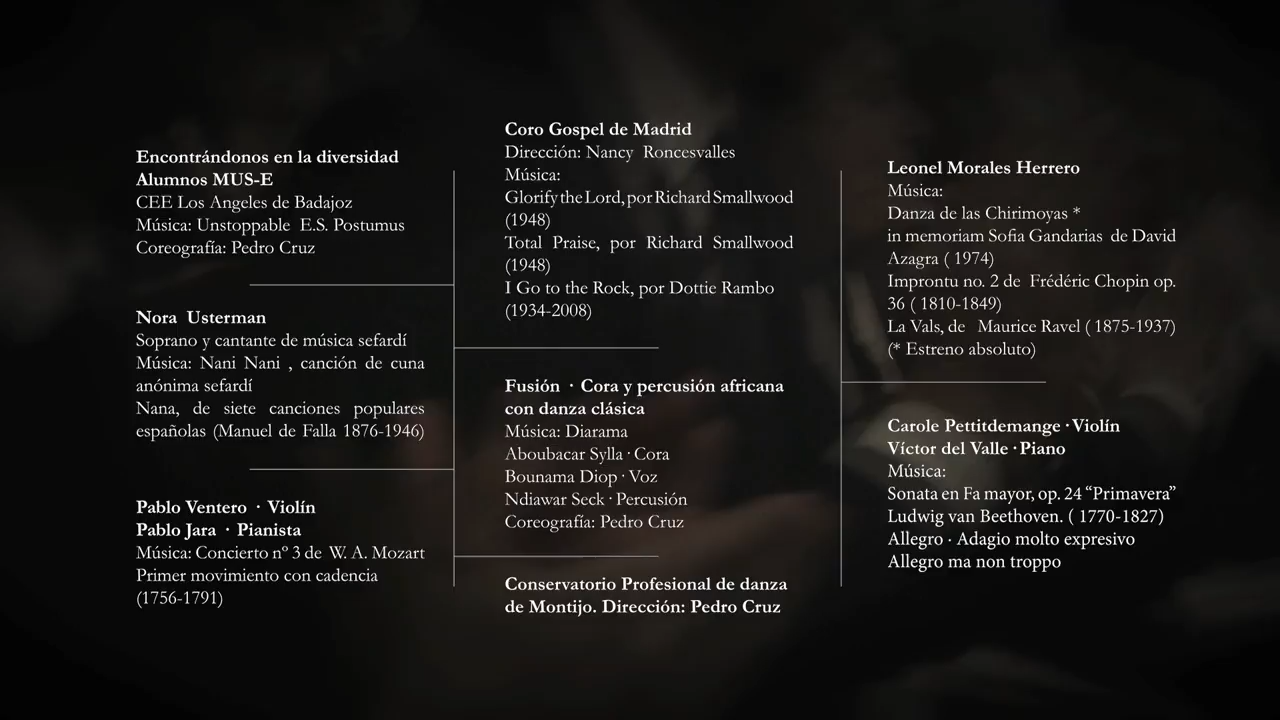 Encontrándonos en la diversidad
Alumnos MUS-E
CEE Los Angeles de Badajoz
Música: Unstoppable E.S. Postumus
Coreografía: Pedro Cruz
Nora Usterman
Soprano y cantante de música sefardí
Música: Nani Nani , canción de cuna
anónima sefardí
Nana, de siete canciones populares
españolas (Manuel de Falla 1876-1946)
Pablo Ventero · Violín
Pablo Jara · Pianista
Música: Concierto nº 3 de W. A. Mozart
Primer movimiento con cadencia
(1756-1791)
Coro Gospel de Madrid
Dirección: Nancy Roncesvalles
Música:
Glorify the Lord, por Richard Smallwood
(1948)
Total Praise, por Richard Smallwood
(1948)
I Go to the Rock, por Dottie Rambo
(1934-2008)
Fusión · Cora y percusión africana
con danza clásica
Música: Diarama
Aboubacar Sylla · Cora
Bounama Diop · Voz
Ndiawar Seck · Percusión
Coreografía: Pedro Cruz
Conservatorio Profesional de danza
de Montijo. Dirección: Pedro Cruz
Leonel Morales Herrero
Música:
Danza de las Chirimoyas *
in memoriam Sofia Gandarias de David
Azagra ( 1974)
Improntu no. 2 de Frédéric Chopin op.
36 ( 1810-1849)
La Vals, de Maurice Ravel ( 1875-1937)
(* Estreno absoluto)
Carole Pettitdemange · Violín
Víctor del Valle · Piano
Música:
Sonata en Fa mayor, op. 24 “Primavera”
Ludwig van Beethoven. ( 1770-1827)
Allegro · Adagio molto expresivo
Allegro ma non troppo